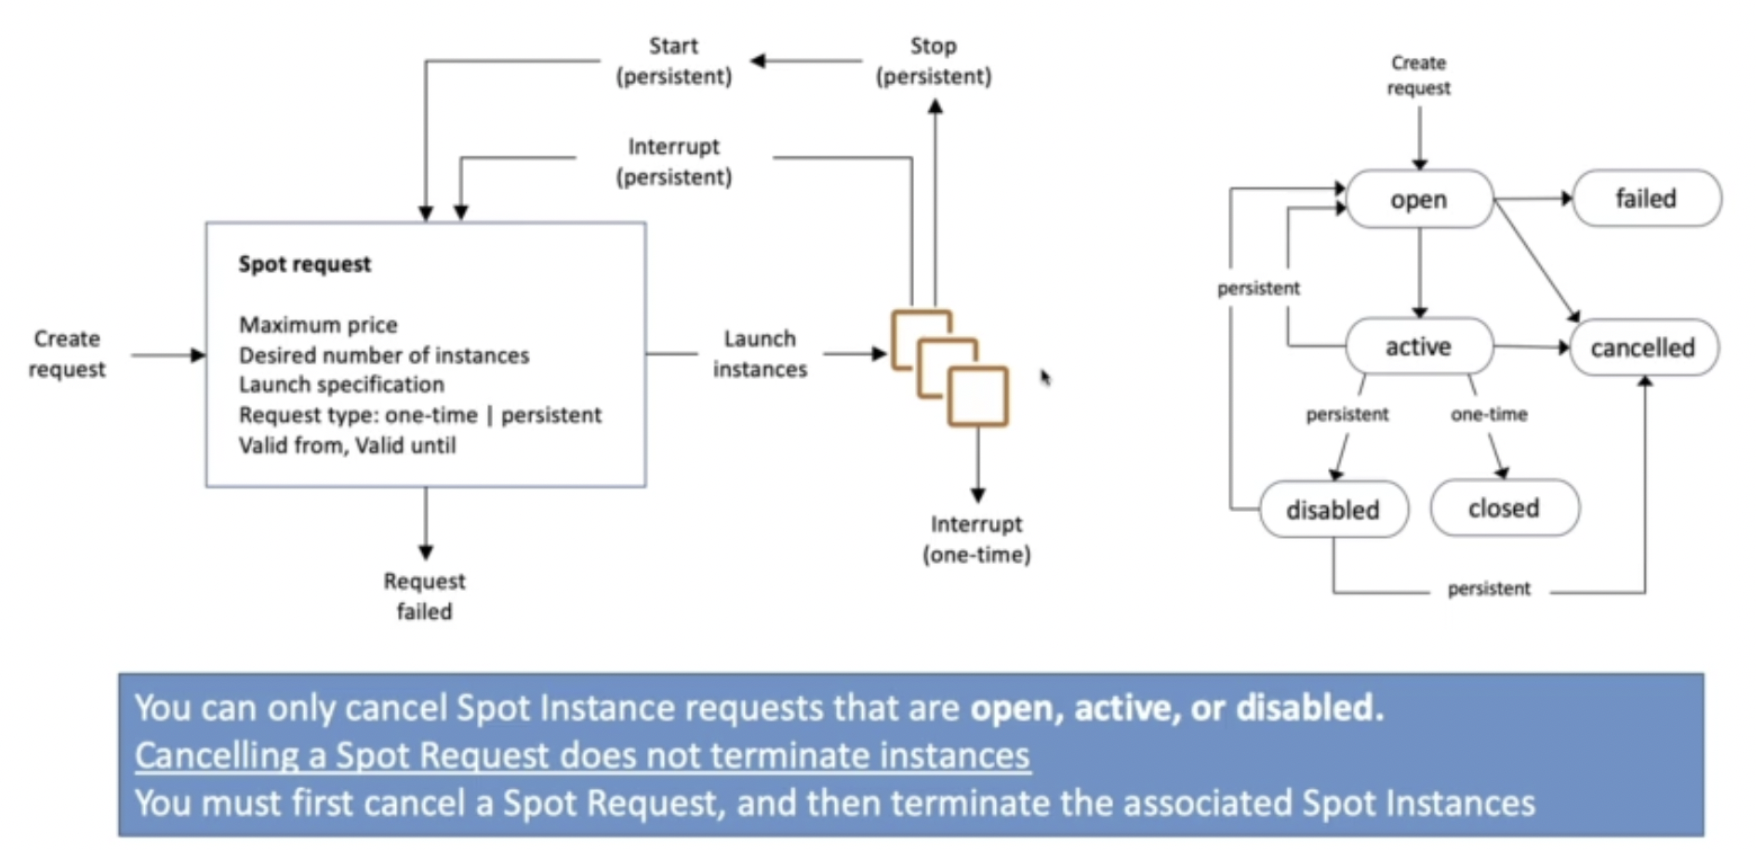 Start
(persistent)
Stop
(persistent)
Interrupt
(persistent)
Create
request
Spot request
Maximum price
Desired number of instances
Launch specification
Request type: one-time | persistent
Valid from, Valid until
Launch
instances
Interrupt
(one-time)
Request
failed
Create
request
open
failed
persistent
active
cancelled
persistent
one-time
disabled
closed
persistent
You can only cancel Spot Instance requests that are open, active, or disabled.
Cancelling a Spot Request does not terminate instances
You must first cancel a Spot Request, and then terminate the associated Spot Instances